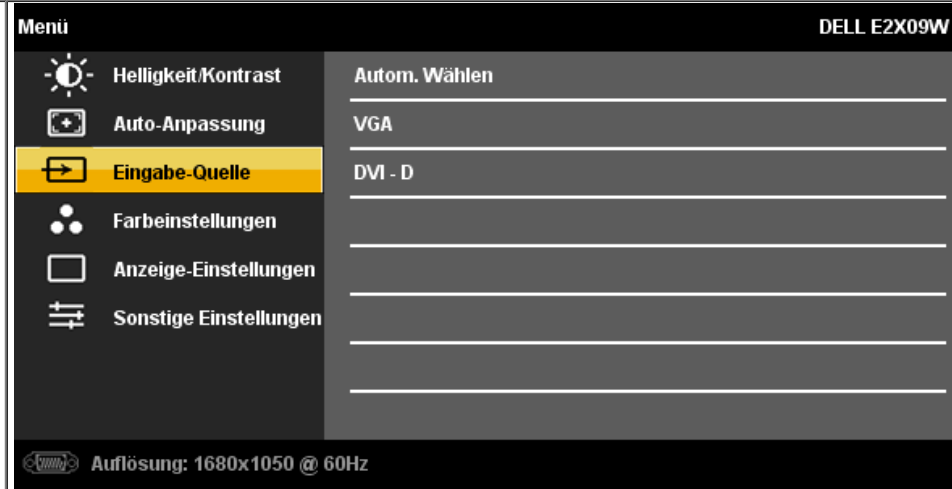 Menü DELL E2X09W
Helligkeit/Kontrast Autom. Wählen
Auto-Anpassung VGA
Eingabe-Quelle DVI - D
Farbeinstellungen
Anzeige-Einstellungen
Sonstige Einstellungen
Auflösung: 1680x1050 @ 60Hz